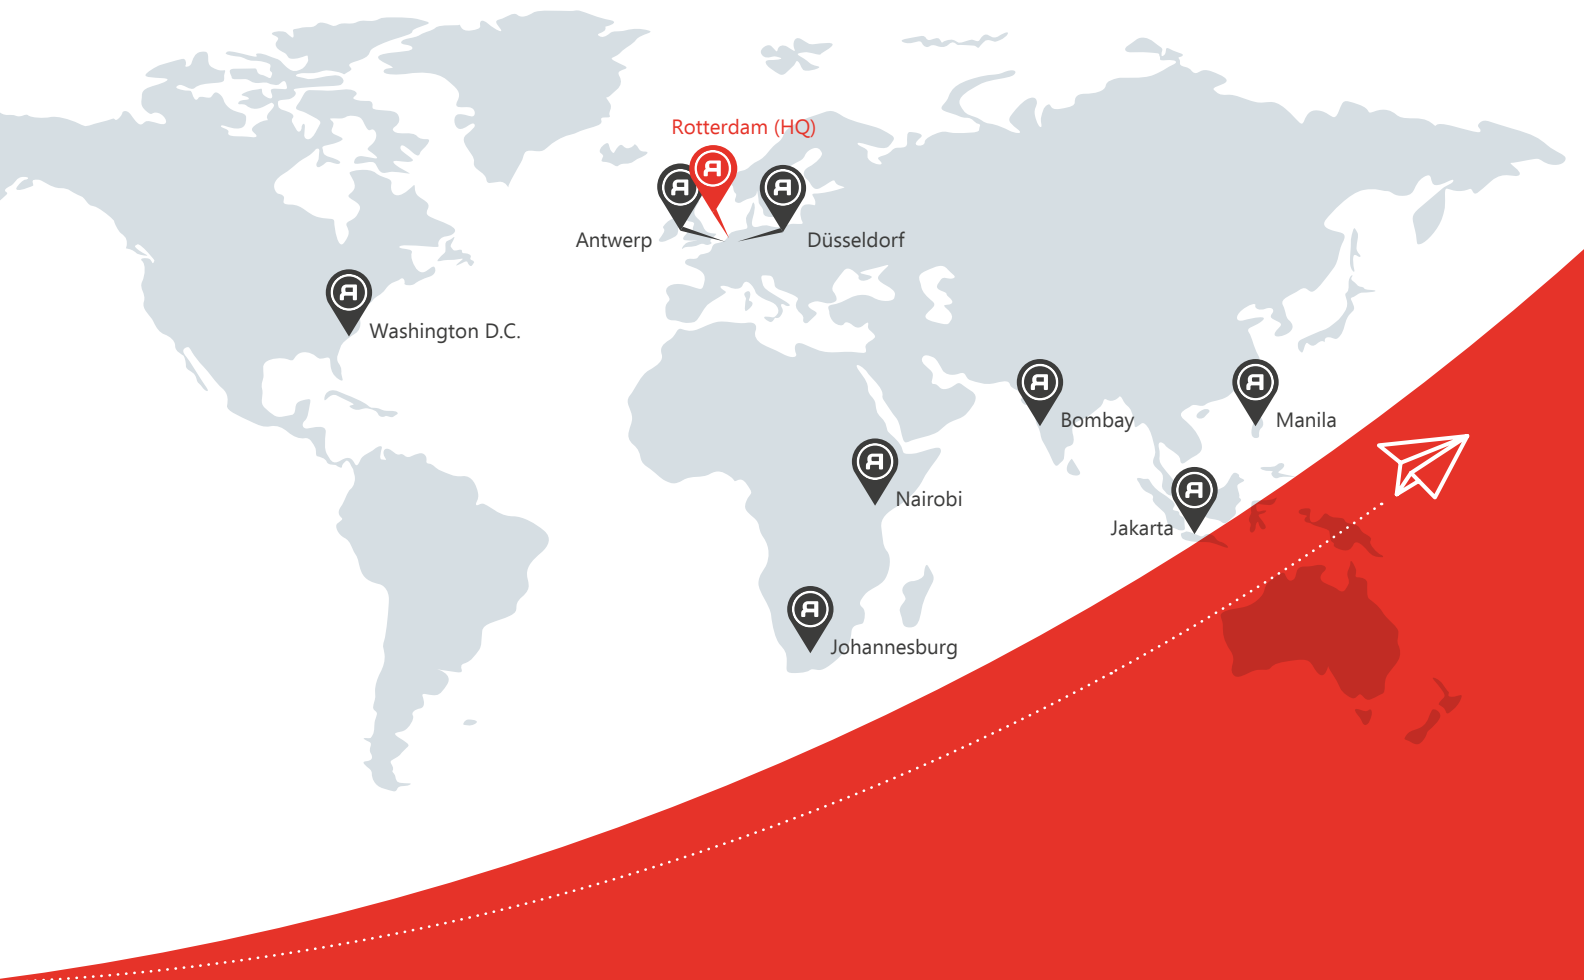 Rotterdam (HQ)
Antwerp
Düsseldorf
Washington D.C.
Bombay
Manila
Nairobi
Jakarta
Johannesburg